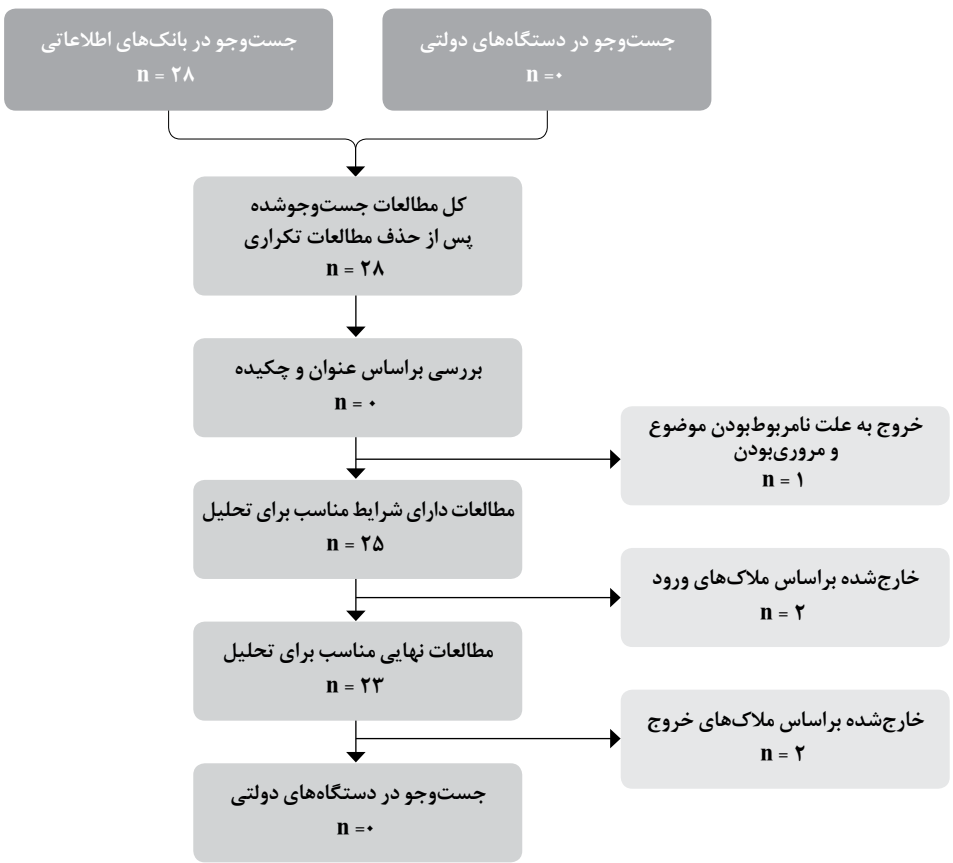 جست‌وجو در دستگاه‌های دولتی
n =۰
جست‌وجو در بانک‌های اطلاعاتی
n = ۲۸
کل مطالعات جست‌وجوشده
پس از حذف مطالعات تکراری
n = ۲۸
بررسی براساس عنوان و چکیده
n = ۰
خروج به علت نامربوط‌بودن موضوع
و مروری‌بودن
n = ۱
مطالعات دارای شرایط مناسب برای تحلیل
n = ۲۵
خارج‌شده براساس ملاک‌های ورود
n = ۲
مطالعات نهایی مناسب برای تحلیل
n = ۲۳
خارج‌شده براساس ملاک‌های خروج
n = ۲
جست‌وجو در دستگاه‌های دولتی
n =۰